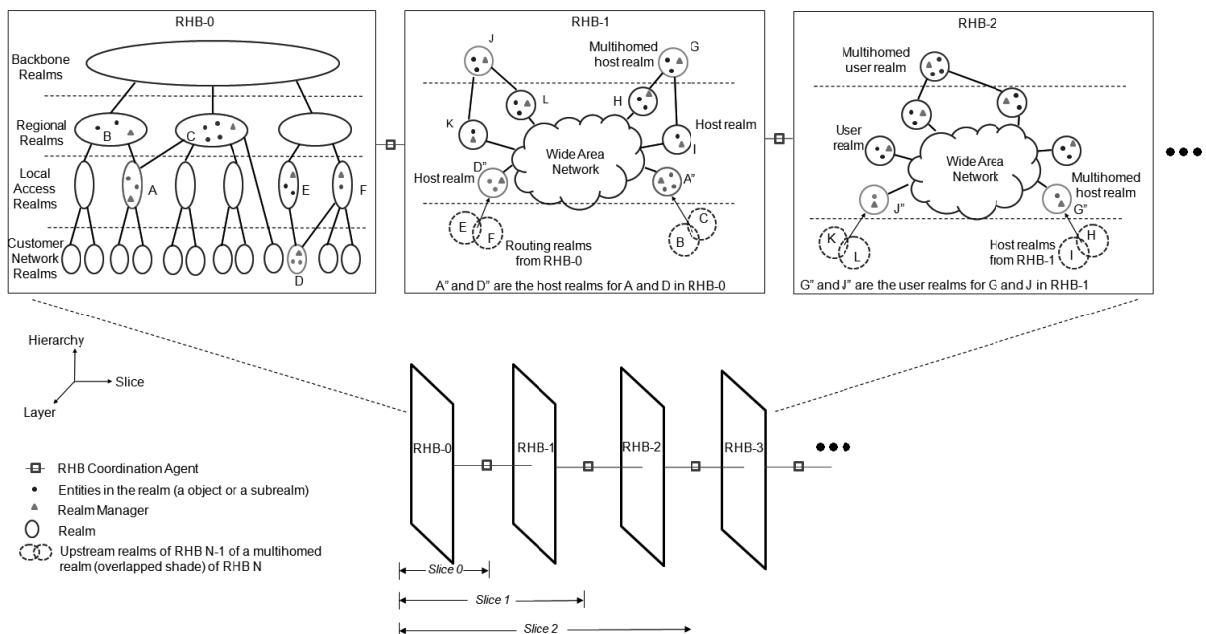 RHB-0
Backbone
Realms
Regional
Realms
B
C
Local
Access
Realms
A
E
F
Customer
Network
Realms
D
RHB-1
J
Multihomed
host realm
G
L
H
K
Host realm
I
Wide Area
Network
D"
Host realm
A"
E
F
Routing realms
from RHB-0
C
B
A" and D" are the host realms for A and D in RHB-0
RHB-2
Multihomed
user realm
User
realm
Wide Area
Network
Multihomed
host realm
J"
G"
K
L
Host realms
from RHB-1
H
I
G" and J" are the user realms for G and J in RHB-1
Hierarchy
Slice
Layer
RHB Coordination Agent
Entities in the realm (a object or a subrealm)
Realm Manager
Realm
Upstream realms of RHB N-1 of a multihomed
realm (overlapped shade) of RHB N
RHB-0
RHB-1
RHB-2
RHB-3
Slice 0
Slice 1
Slice 2